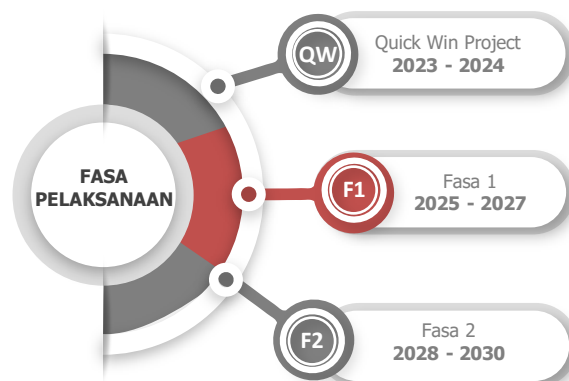 FASA
PELAKSANAAN
QW
Quick Win Project
2023 - 2024
F1
Fasa 1
2025 - 2027
F2
Fasa 2
2028 - 2030